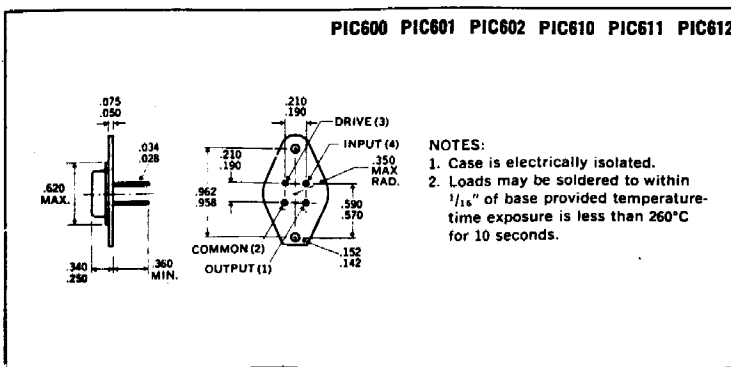 PIC600 PIC601 PIC602 PIC610 PIC611 PIC612
.075
.050
.034
.028
.620
MAX.
.340
.250
.360
MIN.
.210
.190
DRIVE (3)
INPUT (4)
.350
MAX
RAD.
.210
.190
.962
.958
.590
.570
COMMON (2)
OUTPUT (1)
.152
.142
NOTES:
1. Case is electrically isolated.
2. Loads may be soldered to within
1/16" of base provided temperature-
time exposure is less than 260°C
for 10 seconds.